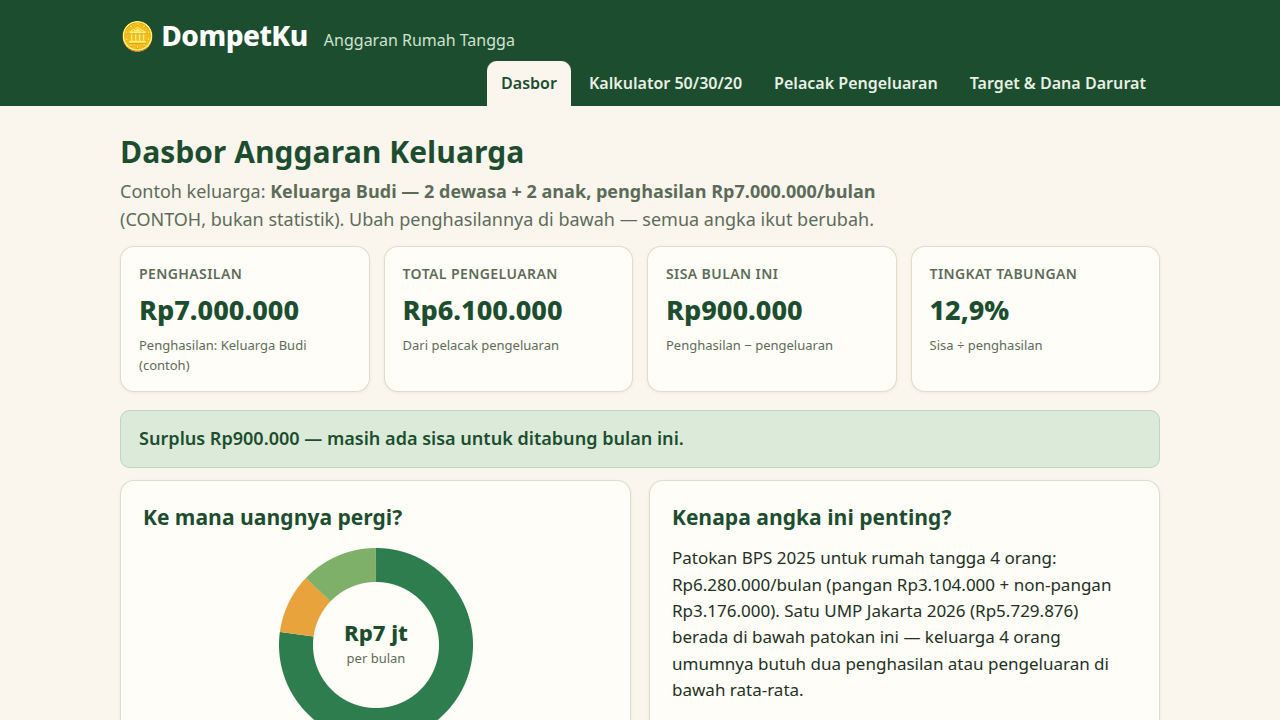 DompetKu Anggaran Rumah Tangga
Dasbor Kalkulator 50/30/20 Pelacak Pengeluaran Target & Dana Darurat
Dasbor Anggaran Keluarga
Contoh keluarga: Keluarga Budi — 2 dewasa + 2 anak, penghasilan Rp7.000.000/bulan
(CONTOH, bukan statistik). Ubah penghasilannya di bawah — semua angka ikut berubah.
PENGHASILAN
Rp7.000.000
Penghasilan: Keluarga Budi
(contoh)
TOTAL PENGELUARAN
Rp6.100.000
Dari pelacak pengeluaran
SISA BULAN INI
Rp900.000
Penghasilan − pengeluaran
TINGKAT TABUNGAN
12,9%
Sisa ÷ penghasilan
Surplus Rp900.000 — masih ada sisa untuk ditabung bulan ini.
Ke mana uangnya pergi?
Rp7 jt
per bulan
Kenapa angka ini penting?
Patokan BPS 2025 untuk rumah tangga 4 orang:
Rp6.280.000/bulan (pangan Rp3.104.000 + non-pangan
Rp3.176.000). Satu UMP Jakarta 2026 (Rp5.729.876)
berada di bawah patokan ini — keluarga 4 orang
umumnya butuh dua penghasilan atau pengeluaran di
bawah rata-rata.